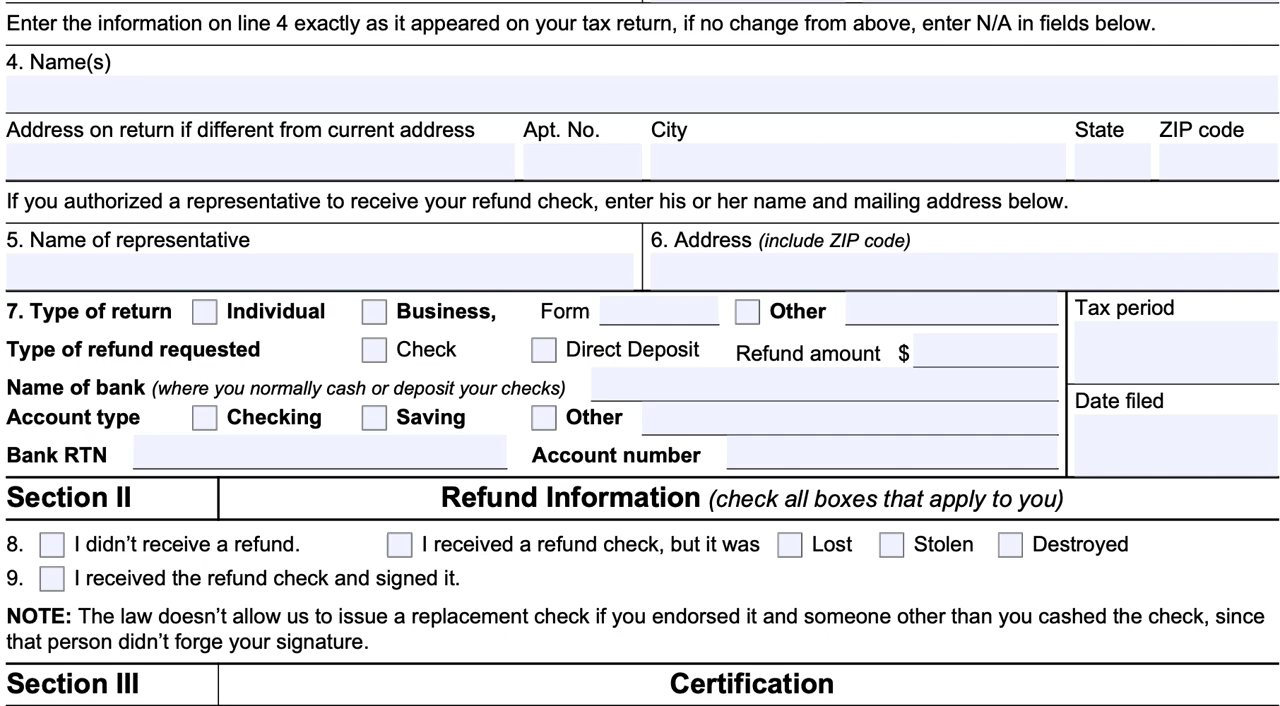 Enter the information on line 4 exactly as it appeared on your tax return, if no change from above, enter N/A in fields below.
4. Name(s)
Address on return if different from current address Apt. No. City State ZIP code
If you authorized a representative to receive your refund check, enter his or her name and mailing address below.
5. Name of representative 6. Address (include ZIP code)
7. Type of return Individual Business, Form Other Tax period
Type of refund requested Check Direct Deposit Refund amount $
Name of bank (where you normally cash or deposit your checks)
Date filed
Account type Checking Saving Other
Bank RTN Account number
Section II Refund Information (check all boxes that apply to you)
8. I didn’t receive a refund. I received a refund check, but it was Lost Stolen Destroyed
9. I received the refund check and signed it.
NOTE: The law doesn’t allow us to issue a replacement check if you endorsed it and someone other than you cashed the check, since
that person didn’t forge your signature.
Section III Certification